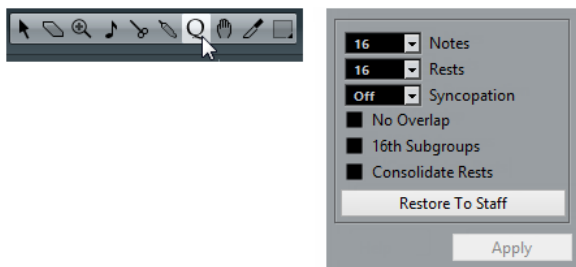 Q
16 Notes
16 Rests
Off Syncopation
No Overlap
16th Subgroups
Consolidate Rests
Restore To Staff
Apply